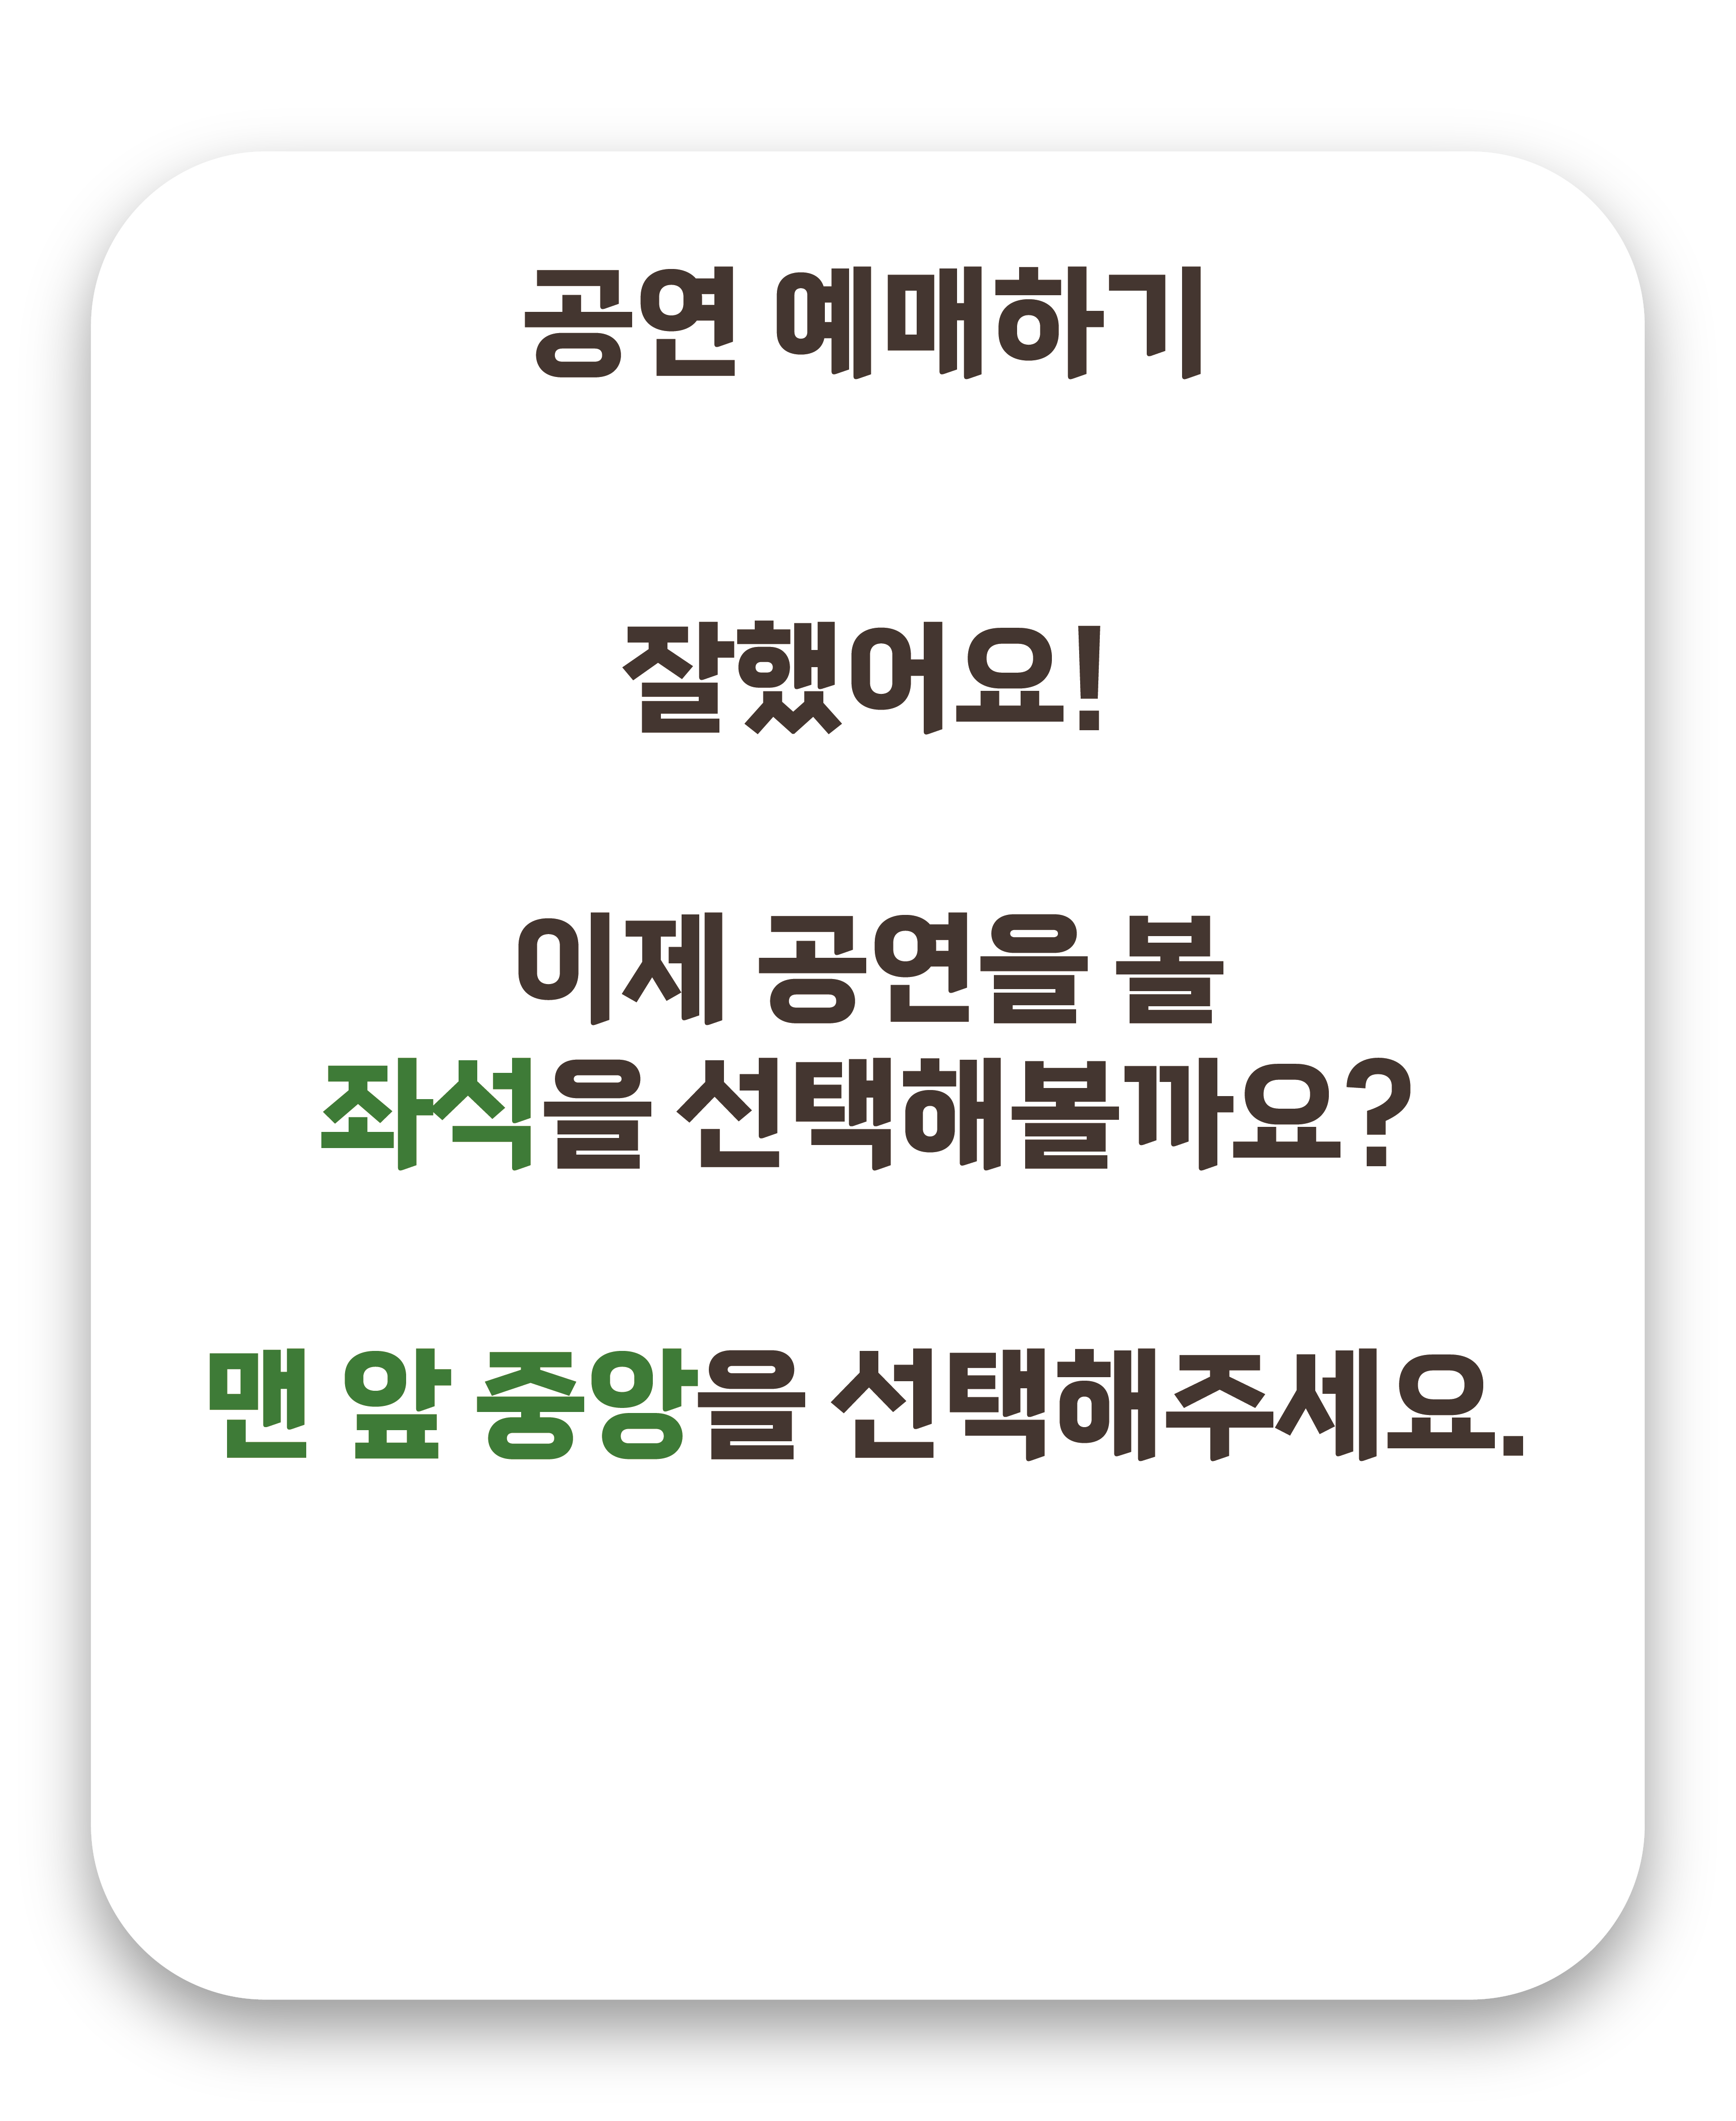 공연 예매하기
잘했어요!
이제 공연을 볼
좌석을 선택해볼까요?
맨 앞 중앙을 선택해주세요.